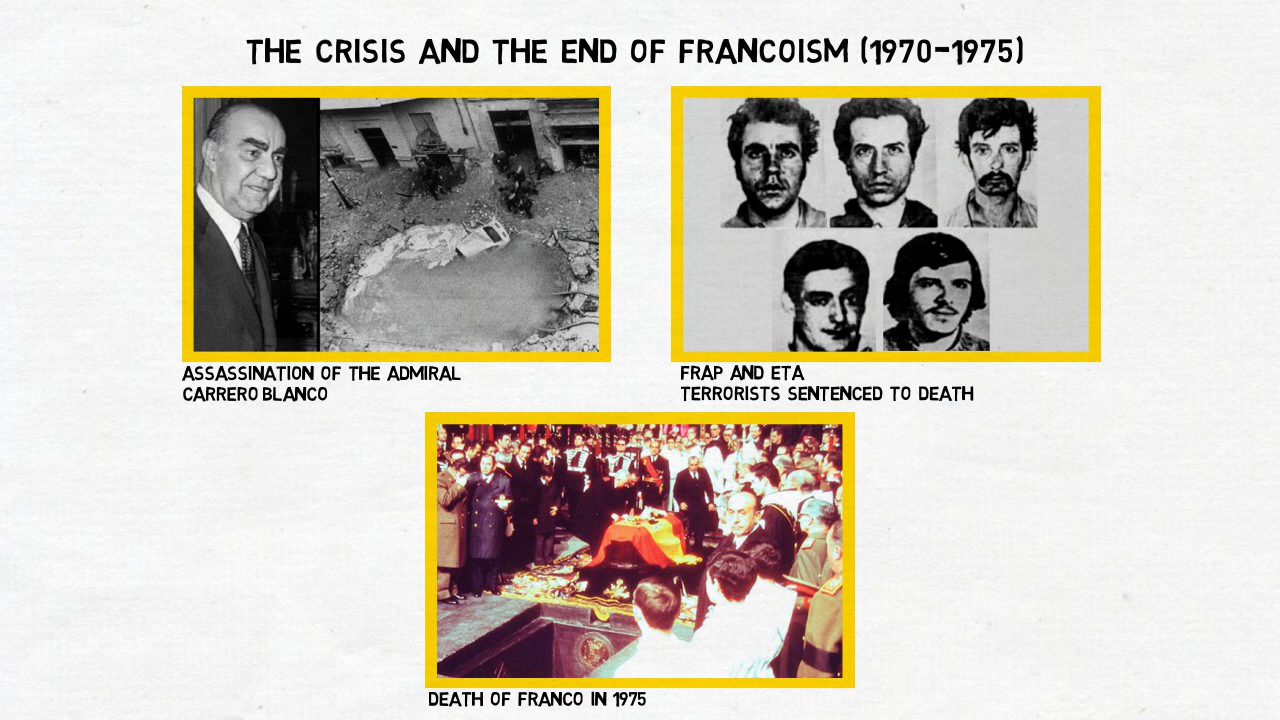 THE CRISIS AND THE END OF FRANCOISM (1970-1975)
ASSASSINATION OF THE ADMIRAL
CARRERO BLANCO
FRAP AND ETA
TERRORISTS SENTENCED TO DEATH
DEATH OF FRANCO IN 1975